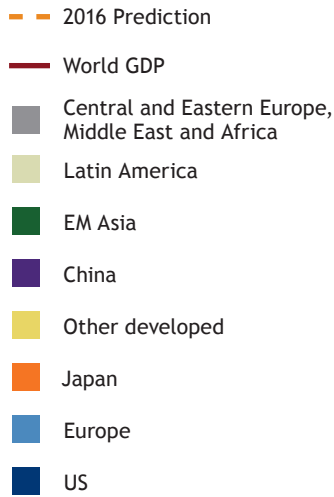 2016 Prediction
World GDP
Central and Eastern Europe,
Middle East and Africa
Latin America
EM Asia
China
Other developed
Japan
Europe
US